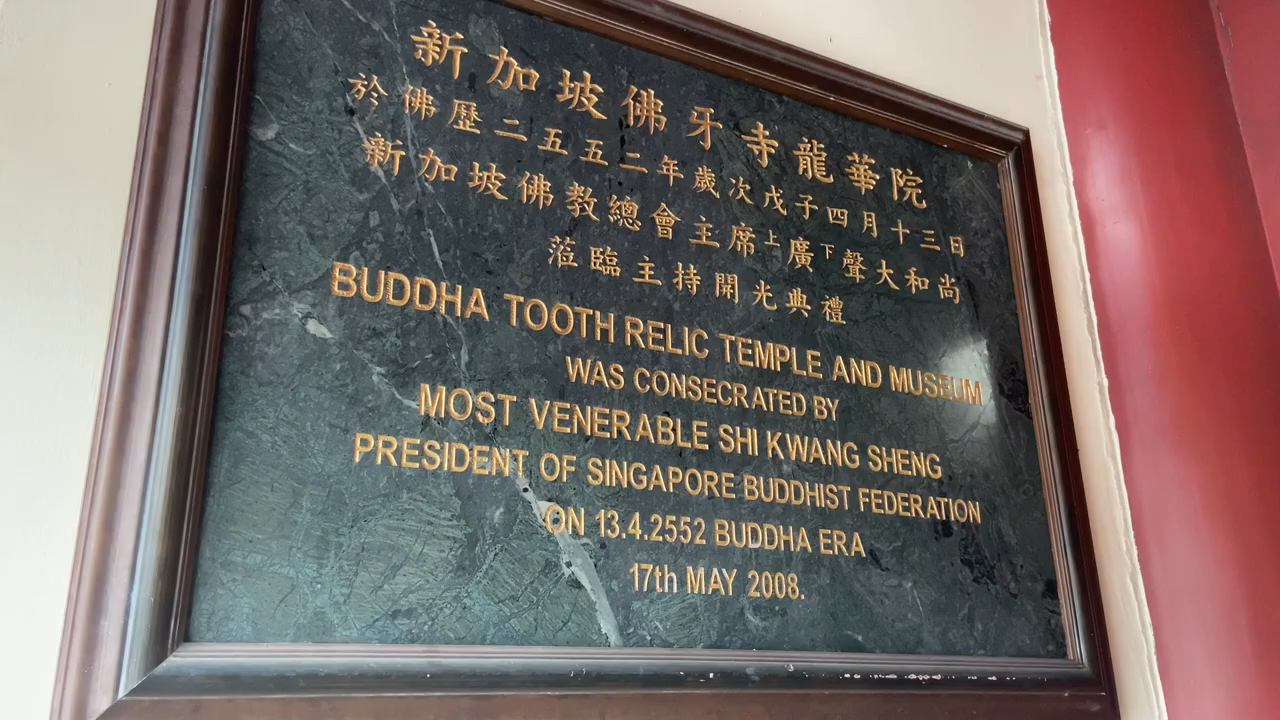 新加坡佛牙寺龍華院
於佛歷二五五二年歲次戊子四月十三日
新加坡佛教總會主席上廣下聲大和尚
蒞臨主持開光典禮
BUDDHA TOOTH RELIC TEMPLE AND MUSEUM
WAS CONSECRATED BY
MOST VENERABLE SHI KWANG SHENG
PRESIDENT OF SINGAPORE BUDDHIST FEDERATION
ON 13.4.2552 BUDDHA ERA
17th MAY 2008.